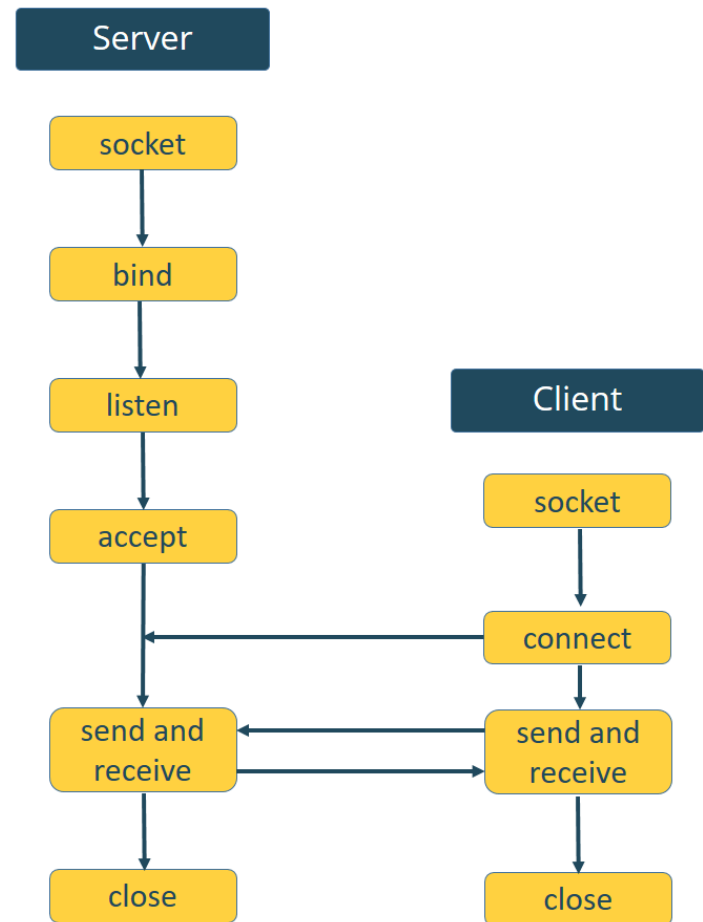 Server
socket
bind
listen
accept
send and
receive
close
Client
socket
connect
send and
receive
close